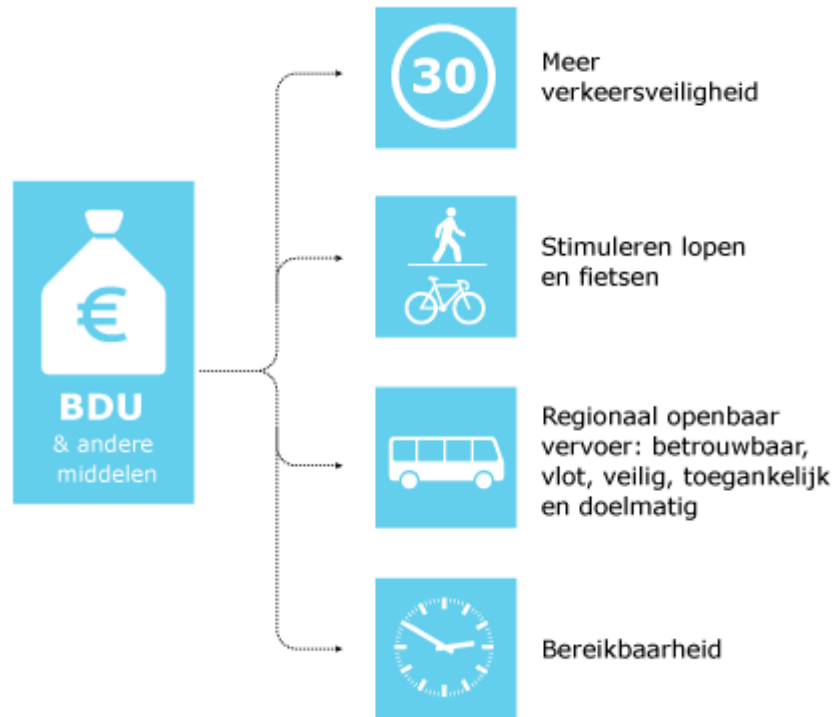 30
Meer
verkeersveiligheid
Stimuleren lopen
en fietsen
€
BDU
& andere
middelen
Regionaal openbaar
vervoer: betrouwbaar,
vlot, veilig, toegankelijk
en doelmatig
Bereikbaarheid